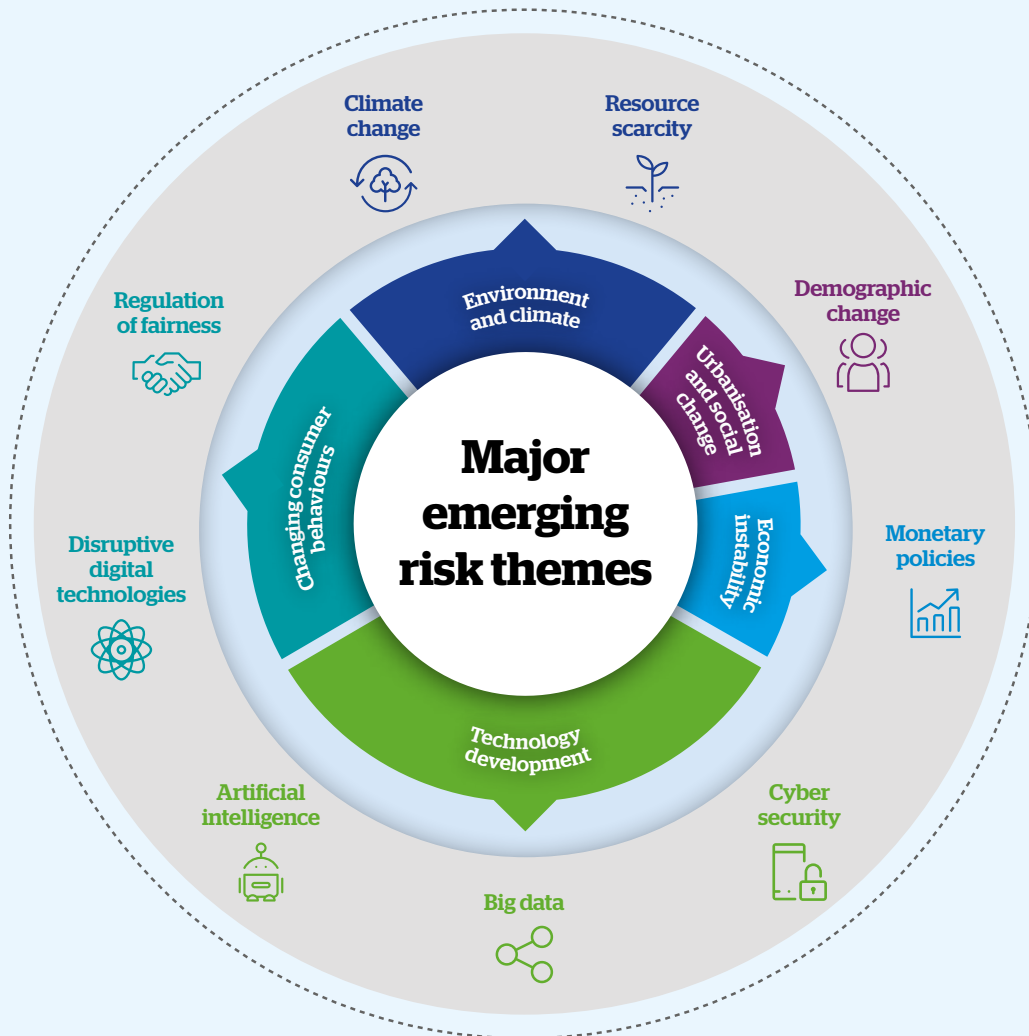 Climate
change
Resource
scarcity
Regulation
of fairness
Demographic
change
Environment
and climate
Urbanisation
and social
change
Changing consumer
behaviours
Major
emerging
risk themes
Economic
instability
Disruptive
digital
technologies
Monetary
policies
Technology
development
Artificial
intelligence
Cyber
security
Big data